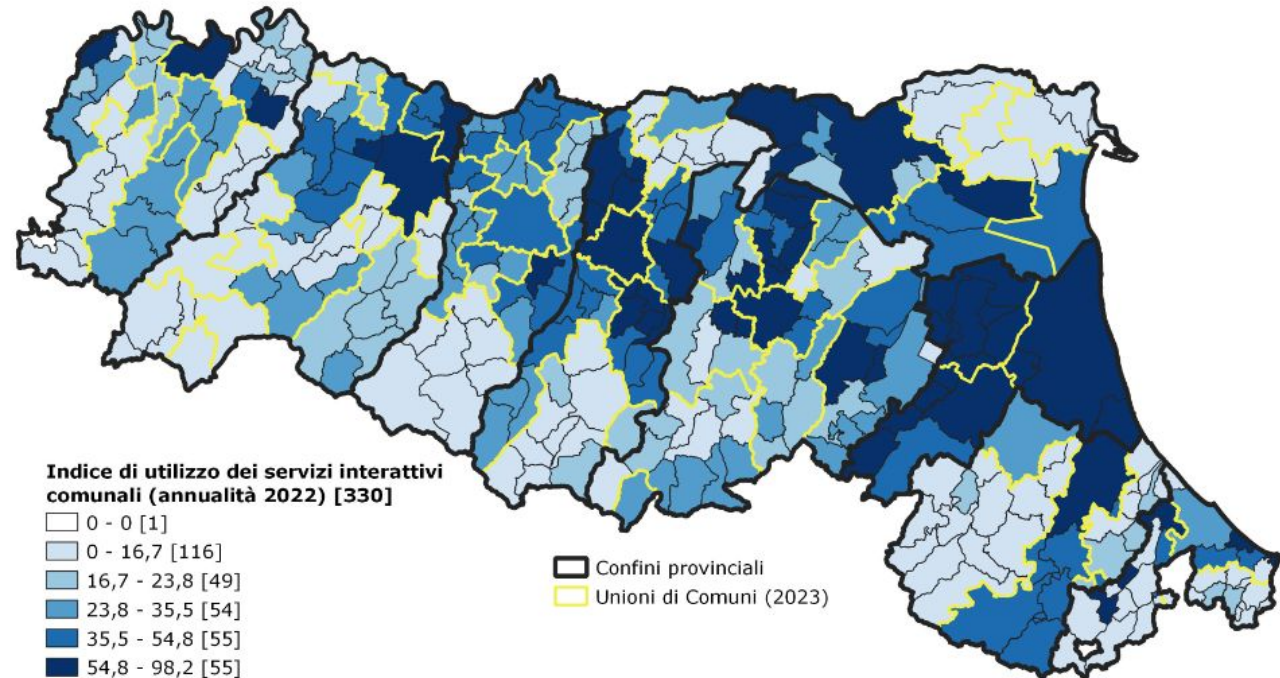 Indice di utilizzo dei servizi interattivi
comunali (annualità 2022) [330]
0 - 0 [1]
0 - 16,7 [116]
16,7 - 23,8 [49]
23,8 - 35,5 [54]
35,5 - 54,8 [55]
54,8 - 98,2 [55]
Confini provinciali
Unioni di Comuni (2023)